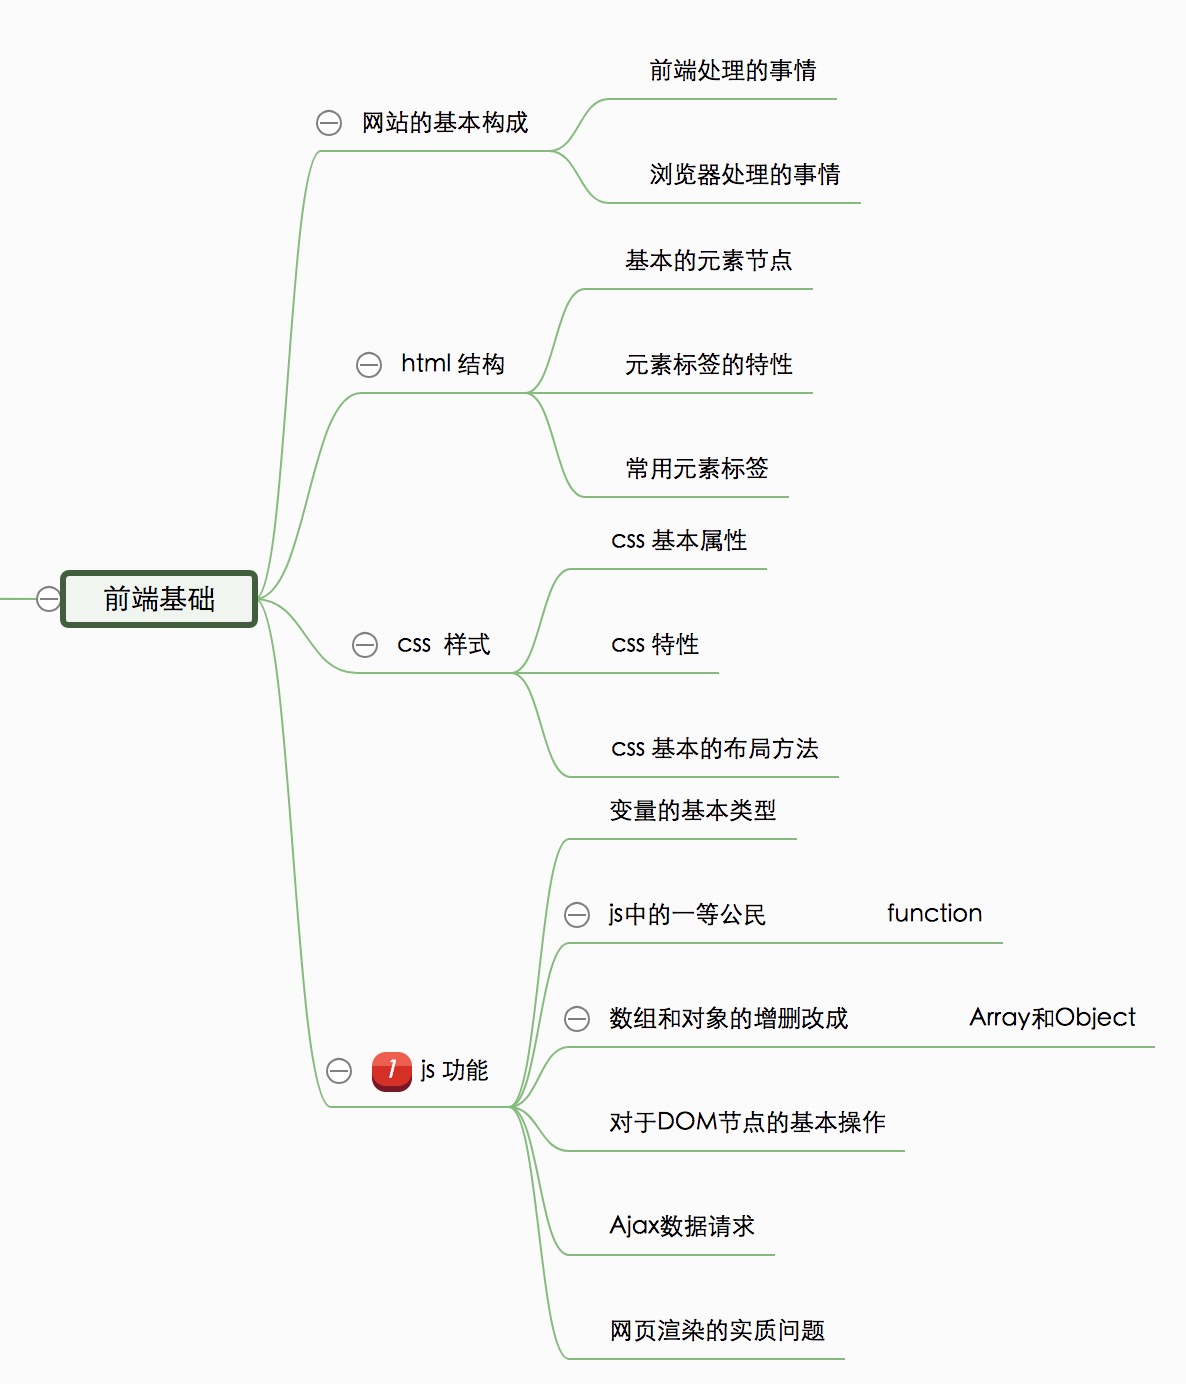 前端基础
网站的基本构成
前端处理的事情
浏览器处理的事情
html 结构
基本的元素节点
元素标签的特性
常用元素标签
css 样式
css 基本属性
css 特性
css 基本的布局方法
1 js 功能
变量的基本类型
js中的一等公民 function
数组和对象的增删改成 Array和Object
对于DOM节点的基本操作
Ajax数据请求
网页渲染的实质问题